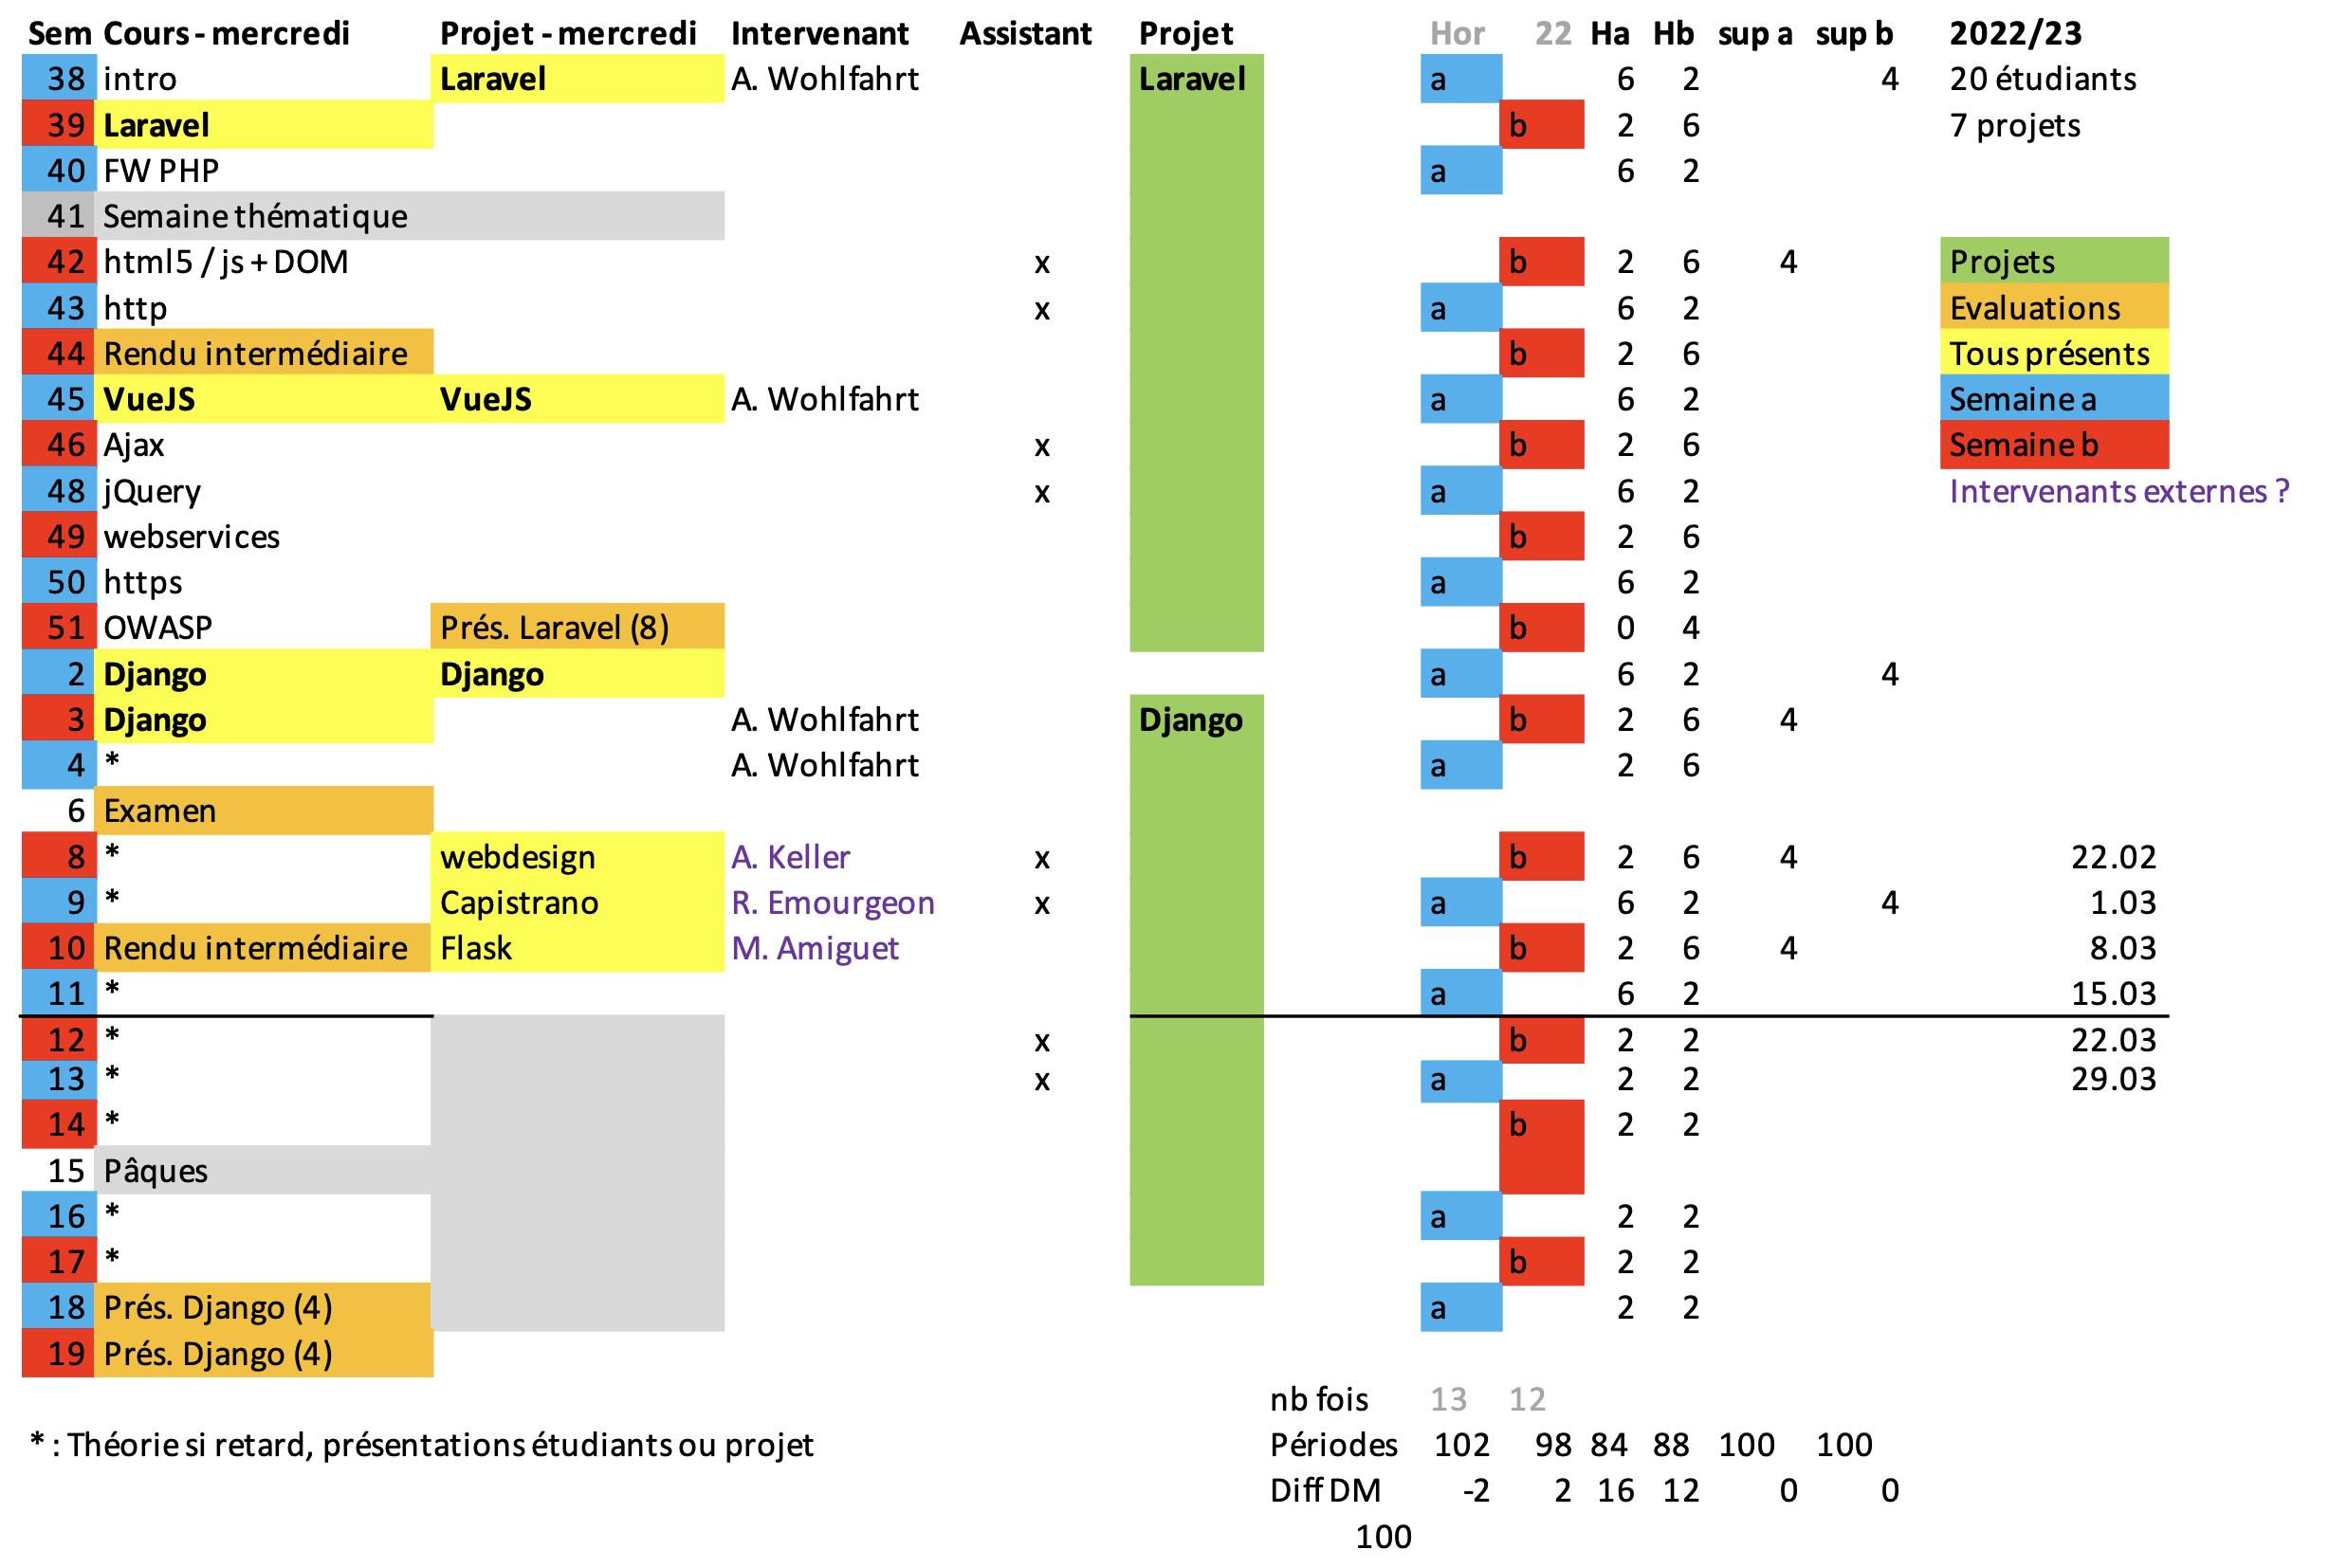 Sem Cours - mercredi Projet - mercredi Intervenant Assistant Projet Hor 22 Ha Hb sup a sup b 2022/23
38 intro Laravel A. Wohlfahrt Laravel a 6 2 4 20 étudiants
39 Laravel b 2 6 7 projets
40 FW PHP a 6 2
41 Semaine thématique
42 html5 / js + DOM x b 2 6 4 Projets
43 http x a 6 2 Evaluations
44 Rendu intermédiaire b 2 6 Tous présents
45 VueJS VueJS A. Wohlfahrt a 6 2 Semaine a
46 Ajax x b 2 6 Semaine b
48 jQuery x a 6 2 Intervenants externes ?
49 webservices b 2 6
50 https a 6 2
51 OWASP Prés. Laravel (8) b 0 4
2 Django Django a 6 2 4
3 Django A. Wohlfahrt Django b 2 6 4
4 * A. Wohlfahrt a 2 6
6 Examen
8 * webdesign A. Keller x b 2 6 4 22.02
9 * Capistrano R. Emourgeon x a 6 2 4 1.03
10 Rendu intermédiaire Flask M. Amiguet b 2 6 4 8.03
11 * a 6 2 15.03
12 * x b 2 2 22.03
13 * x a 2 2 29.03
14 * b 2 2
15 Pâques
16 * a 2 2
17 * b 2 2
18 Prés. Django (4) a 2 2
19 Prés. Django (4)
nb fois 13 12
* : Théorie si retard, présentations étudiants ou projet Périodes 102 98 84 88 100 100
Diff DM -2 2 16 12 0 0
100